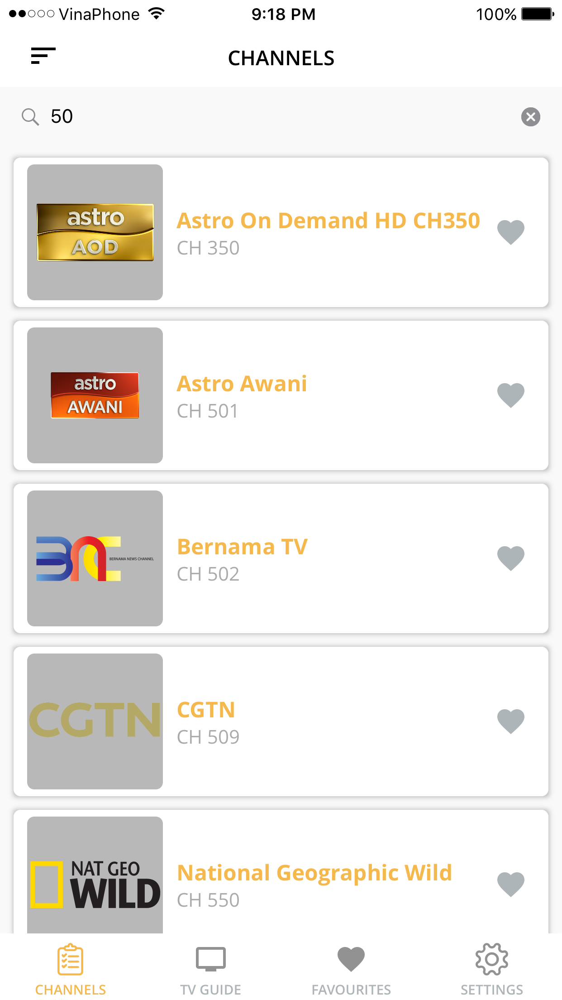 VinaPhone 9:18 PM 100%
CHANNELS
50
astro
AOD
Astro On Demand HD CH350
CH 350
astro
AWANI
Astro Awani
CH 501
BNC
BERNAMA NEWS CHANNEL
Bernama TV
CH 502
CGTN
CGTN
CH 509
NAT GEO
WILD
National Geographic Wild
CH 550
CHANNELS TV GUIDE FAVOURITES SETTINGS